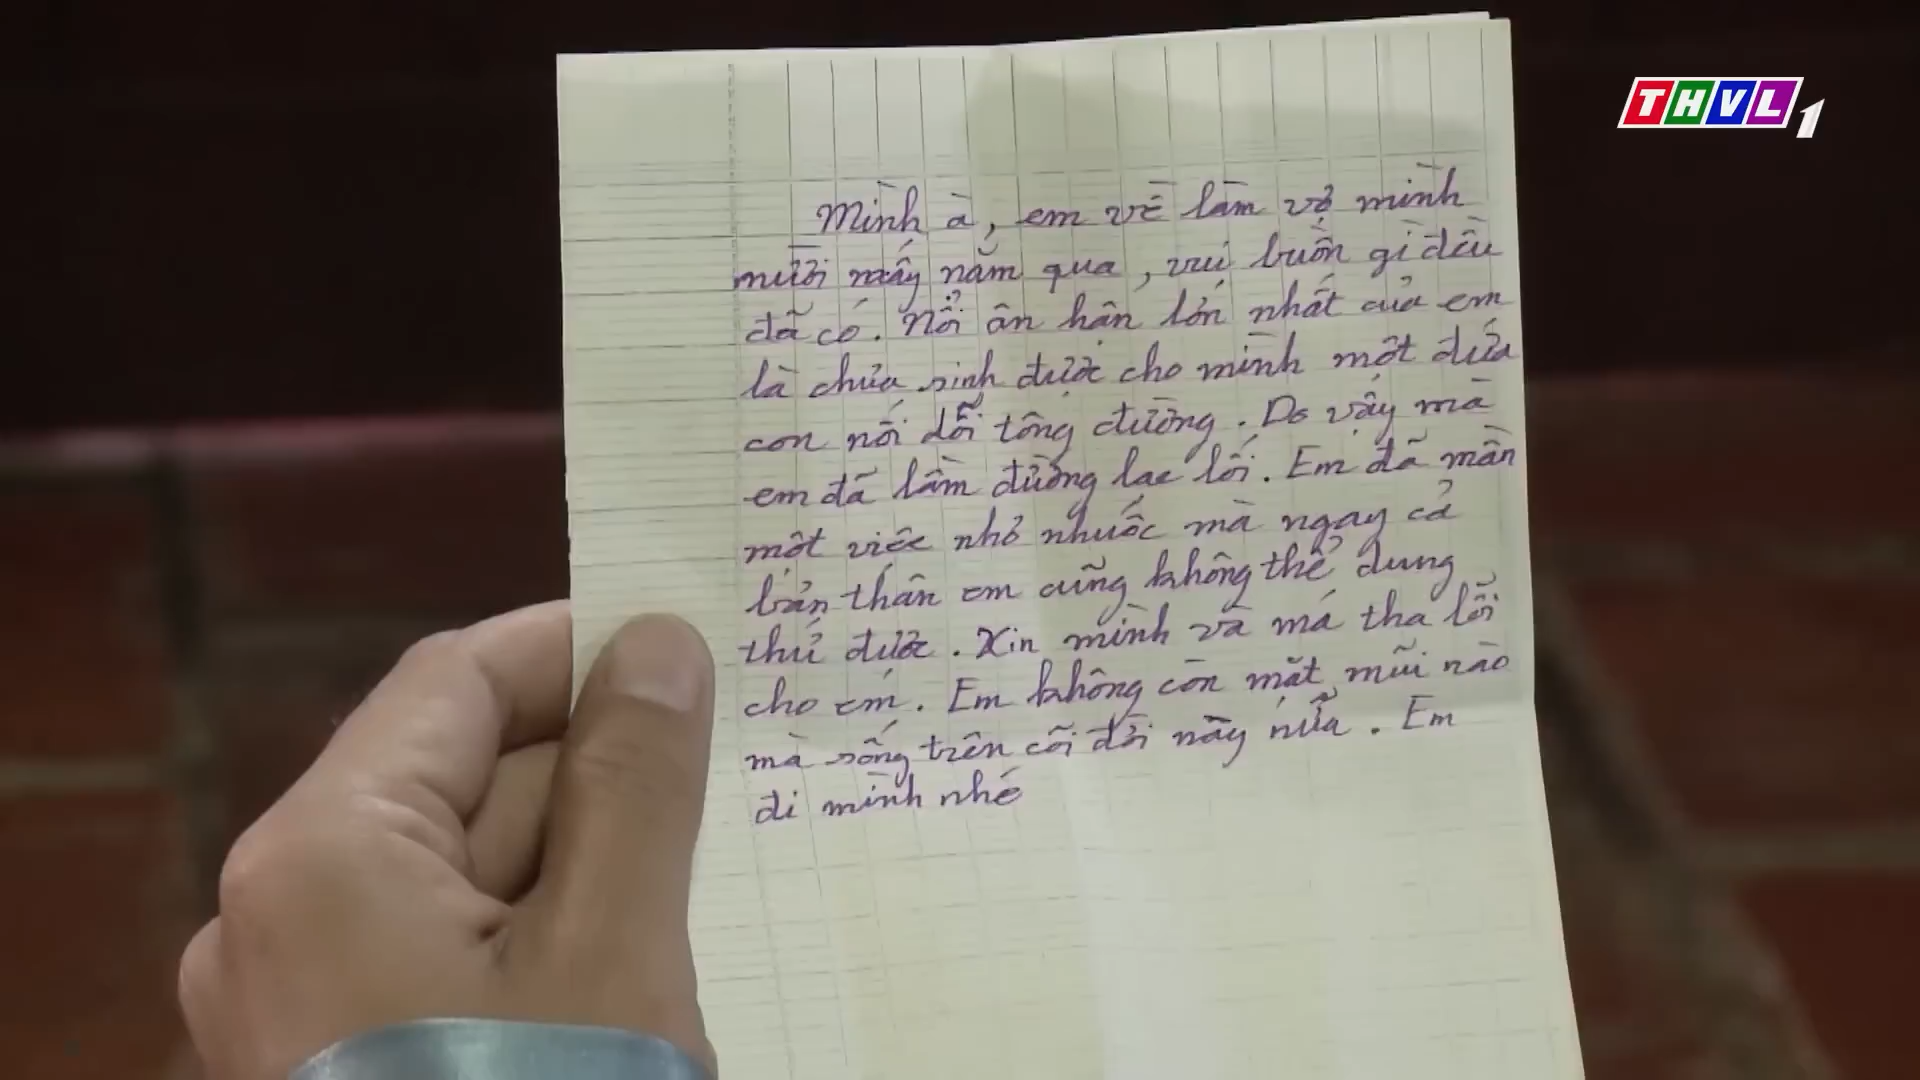 THVL1
Mình à, em về làm vợ mình
mười mấy năm qua, vui buồn gì đều
đã có. Nỗi ân hận lớn nhất của em
là chưa sinh được cho mình một đứa
con nối dõi tông đường. Do vậy mà
em đã lầm đường lạc lối. Em đã mần
một việc nhỏ nhuốc mà ngay cả
bản thân em cũng không thể dung
thứ được. Xin mình và má tha lỗi
cho em. Em không còn mặt mũi nào
mà sống trên cõi đời này nữa. Em
đi mình nhé